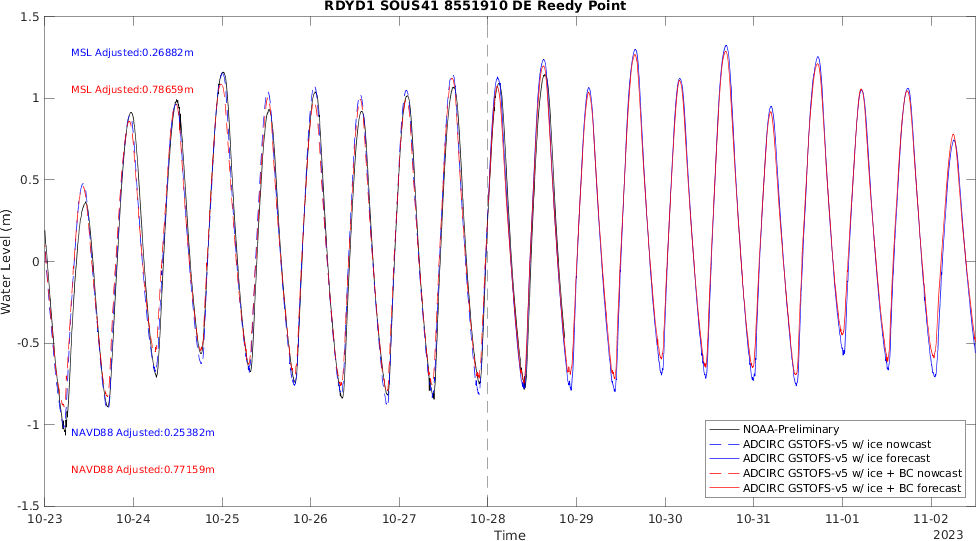 RDYD1 SOUS41 8551910 DE Reedy Point
1.5
1
0.5
0
-0.5
-1
-1.5
Water Level (m)
MSL Adjusted:0.26882m
MSL Adjusted:0.78659m
NAVD88 Adjusted:0.25382m
NAVD88 Adjusted:0.77159m
NOAA-Preliminary
ADCIRC GSTOFS-v5 w/ ice nowcast
ADCIRC GSTOFS-v5 w/ ice forecast
ADCIRC GSTOFS-v5 w/ ice + BC nowcast
ADCIRC GSTOFS-v5 w/ ice + BC forecast
10-23 10-24 10-25 10-26 10-27 10-28 10-29 10-30 10-31 11-01 11-02
Time
2023